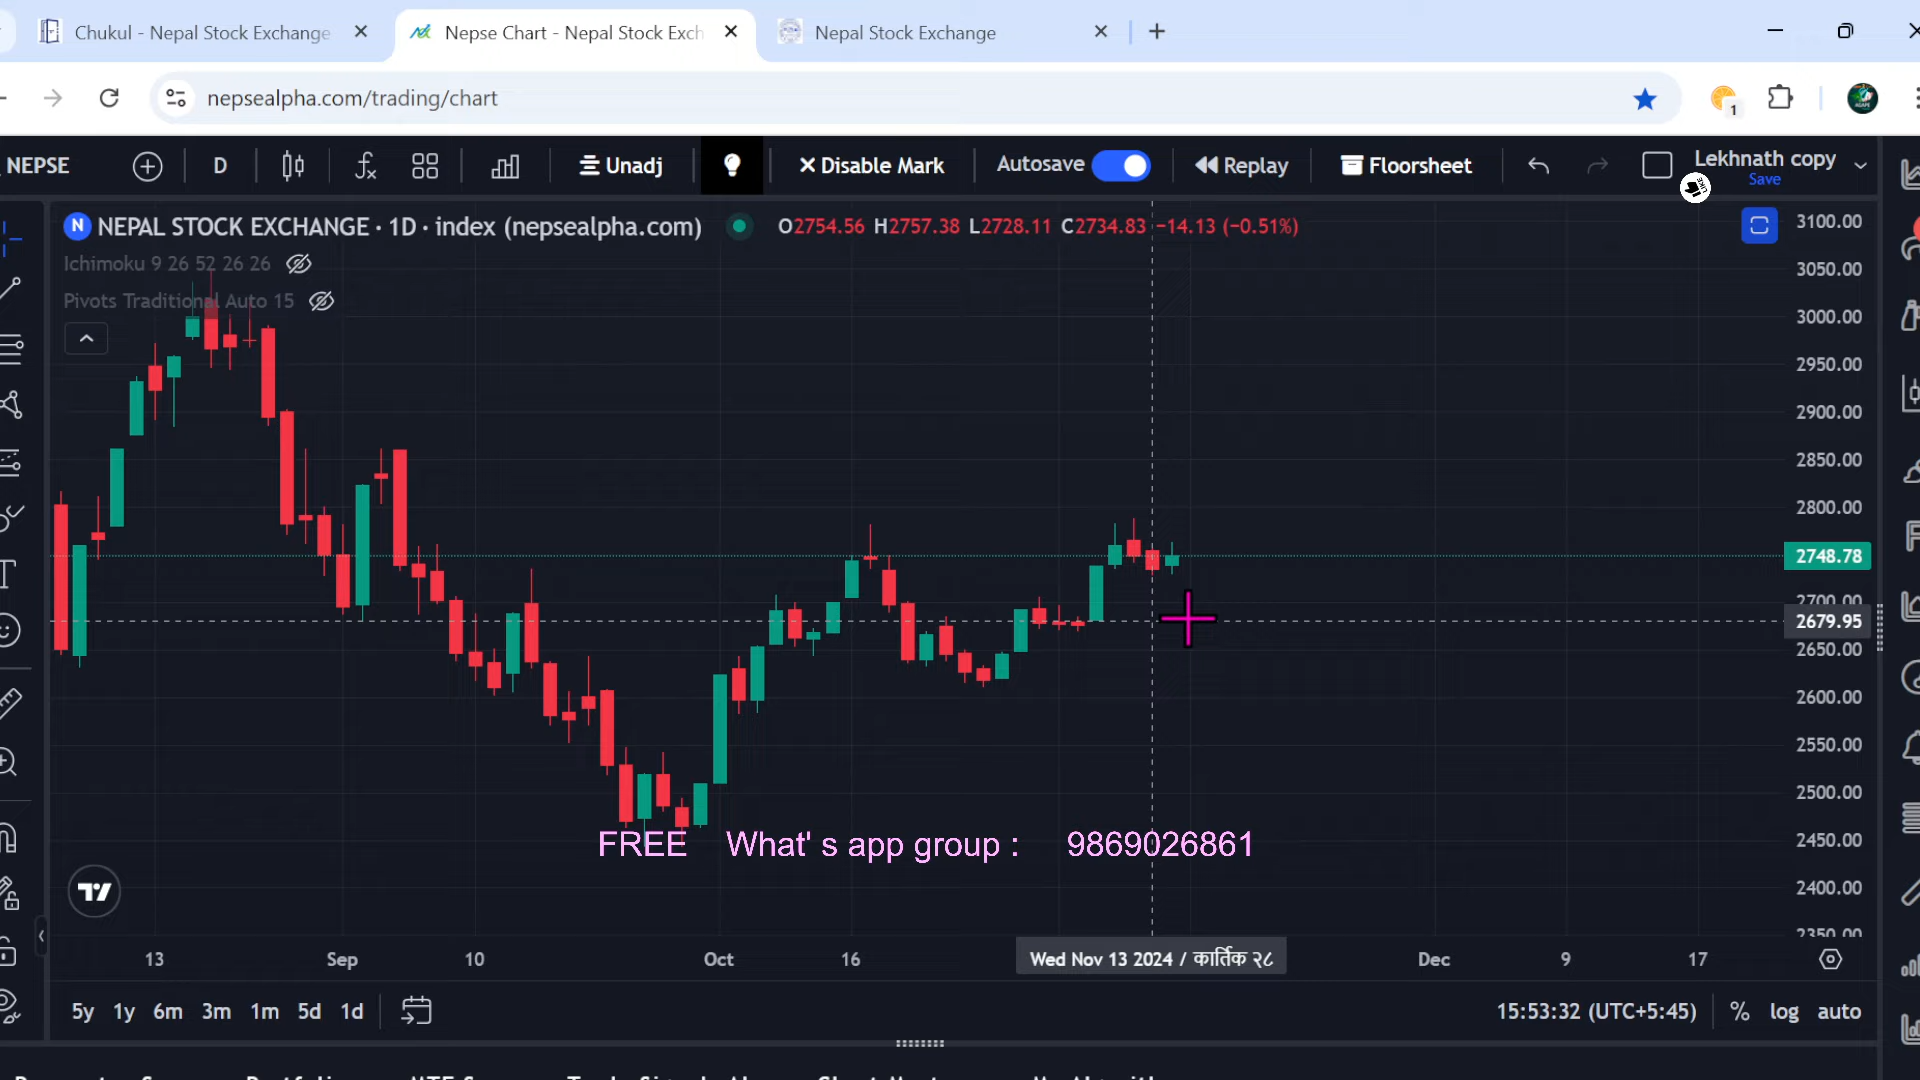 Chukul - Nepal Stock Exchange
Nepse Chart - Nepal Stock Exch
Nepal Stock Exchange
nepsealpha.com/trading/chart
1
NEPSE
D
Unadj
Disable Mark
Autosave
Replay
Floorsheet
Lekhnath copy
Save
LIKE
N NEPAL STOCK EXCHANGE · 1D · index (nepsealpha.com)
O2754.56 H2757.38 L2728.11 C2734.83 −14.13 (−0.51%)
Ichimoku 9 26 52 26 26
Pivots Traditional Auto 15
3100.00
3050.00
3000.00
2950.00
2900.00
2850.00
2800.00
2748.78
2700.00
2679.95
2650.00
2600.00
2550.00
2500.00
2450.00
2400.00
2350.00
FREE What' s app group : 9869026861
13 Sep 10 Oct 16 Wed Nov 13 2024 / कार्तिक २८ Dec 9 17
5y 1y 6m 3m 1m 5d 1d
15:53:32 (UTC+5:45) % log auto